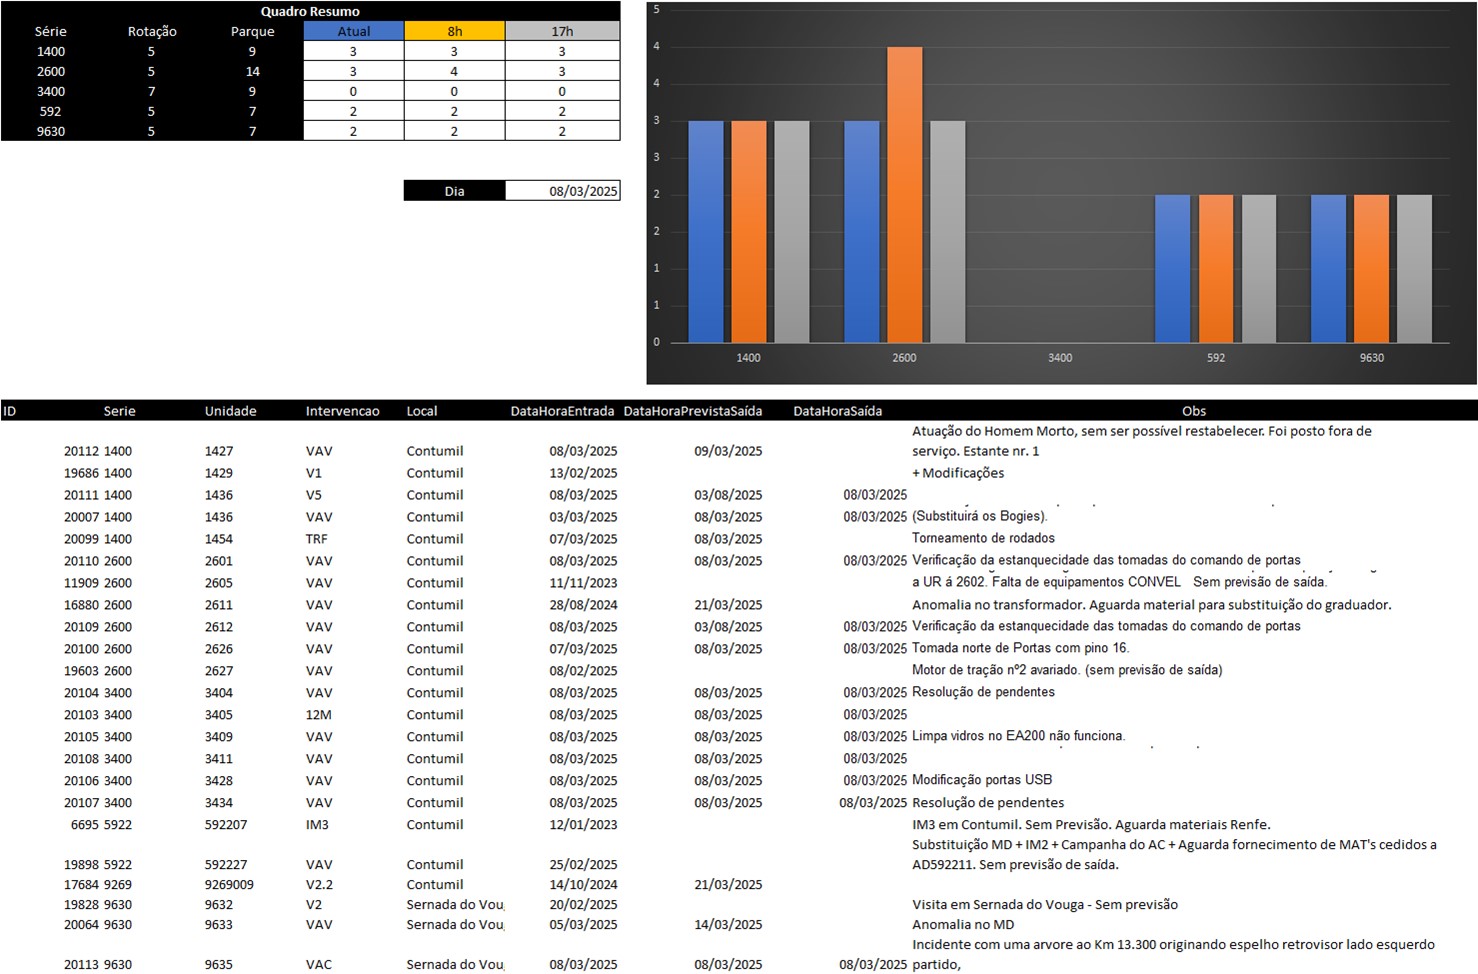 Quadro Resumo
Série Rotação Parque Atual 8h 17h
1400 5 9 3 3 3
2600 5 14 3 4 3
3400 7 9 0 0 0
592 5 7 2 2 2
9630 5 7 2 2 2
Dia 08/03/2025
5
4
4
3
3
2
2
1
1
0
1400 2600 3400 592 9630
ID Serie Unidade Intervencao Local DataHoraEntrada DataHoraPrevistaSaída DataHoraSaída Obs
Atuação do Homem Morto, sem ser possível restabelecer. Foi posto fora de
20112 1400 1427 VAV Contumil 08/03/2025 09/03/2025 serviço. Estante nr. 1
19686 1400 1429 V1 Contumil 13/02/2025 + Modificações
20111 1400 1436 V5 Contumil 08/03/2025 03/08/2025 08/03/2025
20007 1400 1436 VAV Contumil 03/03/2025 08/03/2025 08/03/2025 (Substituirá os Bogies).
20099 1400 1454 TRF Contumil 07/03/2025 08/03/2025 Torneamento de rodados
20110 2600 2601 VAV Contumil 08/03/2025 08/03/2025 08/03/2025 Verificação da estanquecidade das tomadas do comando de portas
11909 2600 2605 VAV Contumil 11/11/2023 a UR á 2602. Falta de equipamentos CONVEL Sem previsão de saída.
16880 2600 2611 VAV Contumil 28/08/2024 21/03/2025 Anomalia no transformador. Aguarda material para substituição do graduador.
20109 2600 2612 VAV Contumil 08/03/2025 03/08/2025 08/03/2025 Verificação da estanquecidade das tomadas do comando de portas
20100 2600 2626 VAV Contumil 07/03/2025 08/03/2025 08/03/2025 Tomada norte de Portas com pino 16.
19603 2600 2627 VAV Contumil 08/02/2025 Motor de tração nº2 avariado. (sem previsão de saída)
20104 3400 3404 VAV Contumil 08/03/2025 08/03/2025 08/03/2025 Resolução de pendentes
20103 3400 3405 12M Contumil 08/03/2025 08/03/2025 08/03/2025
20105 3400 3409 VAV Contumil 08/03/2025 08/03/2025 08/03/2025 Limpa vidros no EA200 não funciona.
20108 3400 3411 VAV Contumil 08/03/2025 08/03/2025 08/03/2025
20106 3400 3428 VAV Contumil 08/03/2025 08/03/2025 08/03/2025 Modificação portas USB
20107 3400 3434 VAV Contumil 08/03/2025 08/03/2025 08/03/2025 Resolução de pendentes
6695 5922 592207 IM3 Contumil 12/01/2023 IM3 em Contumil. Sem Previsão. Aguarda materiais Renfe.
Substituição MD + IM2 + Campanha do AC + Aguarda fornecimento de MAT's cedidos a
19898 5922 592227 VAV Contumil 25/02/2025 AD592211. Sem previsão de saída.
17684 9269 9269009 V2.2 Contumil 14/10/2024 21/03/2025
19828 9630 9632 V2 Sernada do Vou 20/02/2025 Visita em Sernada do Vouga - Sem previsão
20064 9630 9633 VAV Sernada do Vou 05/03/2025 14/03/2025 Anomalia no MD
Incidente com uma arvore ao Km 13.300 originando espelho retrovisor lado esquerdo
20113 9630 9635 VAC Sernada do Vou 08/03/2025 08/03/2025 08/03/2025 partido,